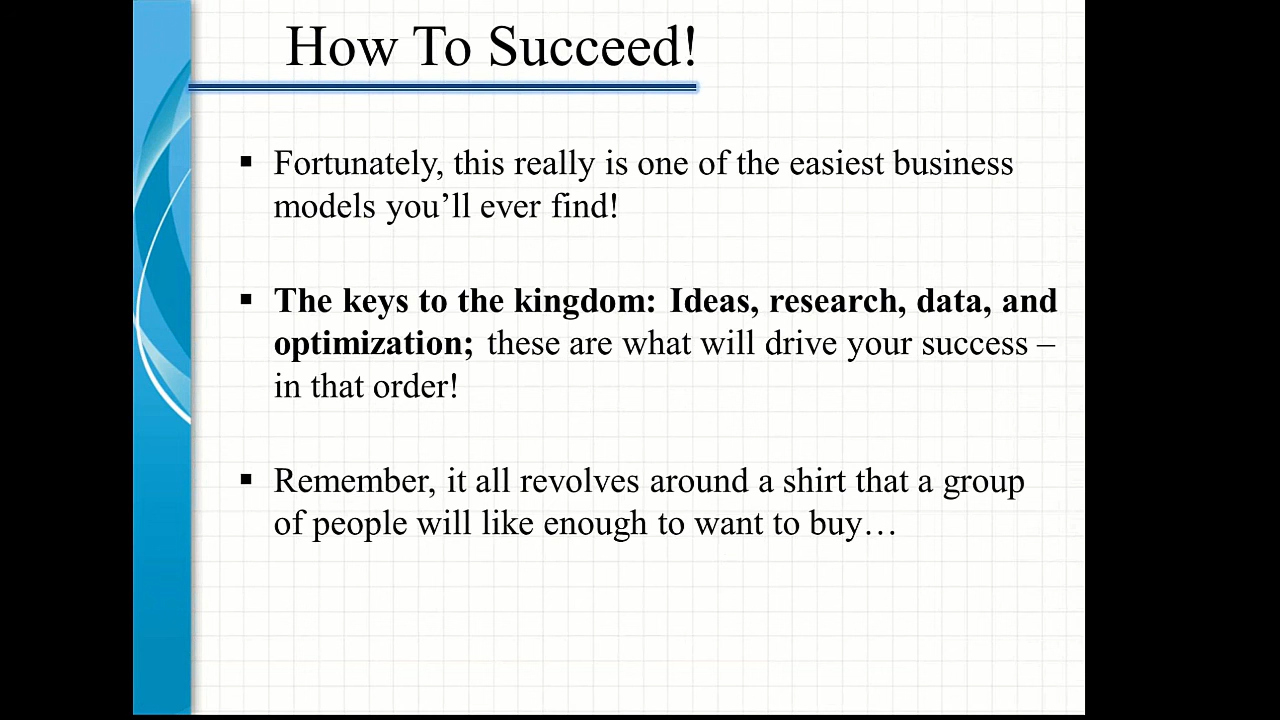 How To Succeed!
▪ Fortunately, this really is one of the easiest business
models you’ll ever find!
▪ The keys to the kingdom: Ideas, research, data, and
optimization; these are what will drive your success –
in that order!
▪ Remember, it all revolves around a shirt that a group
of people will like enough to want to buy…